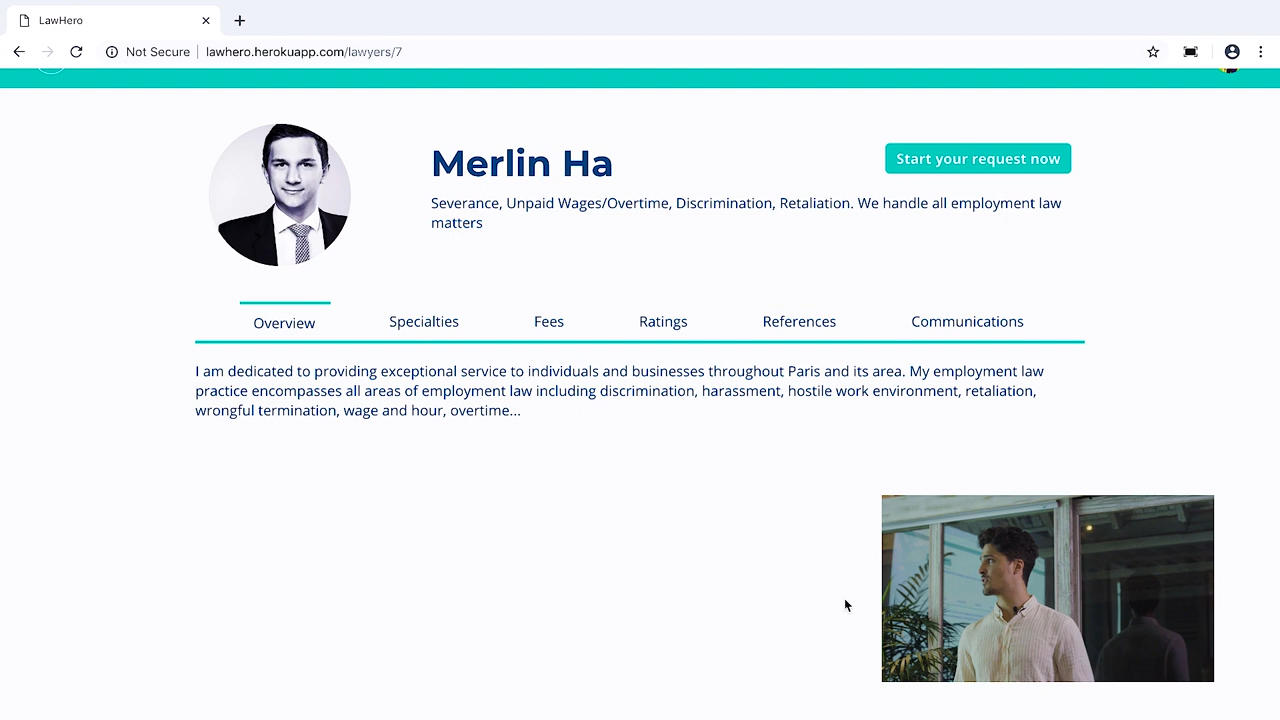 LawHero
Not Secure lawhero.herokuapp.com/lawyers/7
Merlin Ha
Start your request now
Severance, Unpaid Wages/Overtime, Discrimination, Retaliation. We handle all employment law
matters
Overview Specialties Fees Ratings References Communications
I am dedicated to providing exceptional service to individuals and businesses throughout Paris and its area. My employment law
practice encompasses all areas of employment law including discrimination, harassment, hostile work environment, retaliation,
wrongful termination, wage and hour, overtime...